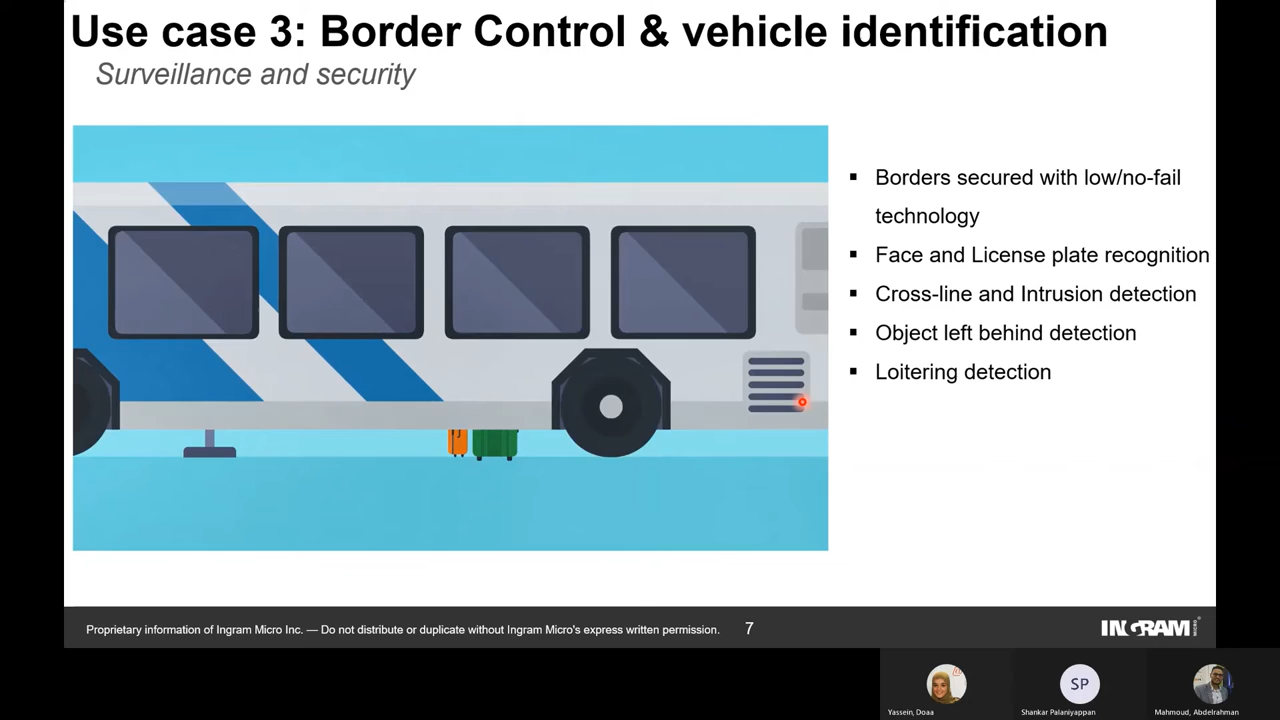 Use case 3: Border Control & vehicle identification
Surveillance and security
▪ Borders secured with low/no-fail
technology
▪ Face and License plate recognition
▪ Cross-line and Intrusion detection
▪ Object left behind detection
▪ Loitering detection
Proprietary information of Ingram Micro Inc. — Do not distribute or duplicate without Ingram Micro's express written permission.
7
INGRAM MICRO
SP
Yassein, Doaa
Shankar Palaniyappan
Mahmoud, Abdelrahman